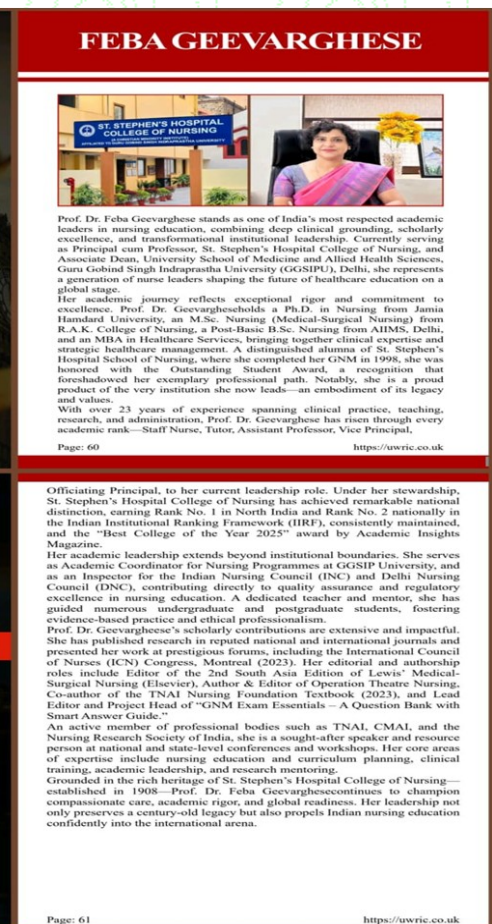 FEBA GEEVARGHESE
ST. STEPHEN'S HOSPITAL
COLLEGE OF NURSING
(A CHRISTIAN MINORITY INSTITUTE)
AFFILIATED TO GURU GOBIND SINGH INDRAPRASTHA UNIVERSITY
Prof. Dr. Feba Geevarghese stands as one of India's most respected academic
leaders in nursing education, combining deep clinical grounding, scholarly
excellence, and transformational institutional leadership. Currently serving
as Principal cum Professor, St. Stephen's Hospital College of Nursing, and
Associate Dean, University School of Medicine and Allied Health Sciences,
Guru Gobind Singh Indraprastha University (GGSIPU), Delhi, she represents
a generation of nurse leaders shaping the future of healthcare education on a
global stage.
Her academic journey reflects exceptional rigor and commitment to
excellence. Prof. Dr. Geevargheseholds a Ph.D. in Nursing from Jamia
Hamdard University, an M.Sc. Nursing (Medical-Surgical Nursing) from
R.A.K. College of Nursing, a Post-Basic B.Sc. Nursing from AIIMS, Delhi,
and an MBA in Healthcare Services, bringing together clinical expertise and
strategic healthcare management. A distinguished alumna of St. Stephen's
Hospital School of Nursing, where she completed her GNM in 1998, she was
honored with the Outstanding Student Award, a recognition that
foreshadowed her exemplary professional path. Notably, she is a proud
product of the very institution she now leads—an embodiment of its legacy
and values.
With over 23 years of experience spanning clinical practice, teaching,
research, and administration, Prof. Dr. Geevarghese has risen through every
academic rank—Staff Nurse, Tutor, Assistant Professor, Vice Principal,
Page: 60 https://uwric.co.uk
Officiating Principal, to her current leadership role. Under her stewardship,
St. Stephen's Hospital College of Nursing has achieved remarkable national
distinction, earning Rank No. 1 in North India and Rank No. 2 nationally in
the Indian Institutional Ranking Framework (IIRF), consistently maintained,
and the "Best College of the Year 2025" award by Academic Insights
Magazine.
Her academic leadership extends beyond institutional boundaries. She serves
as Academic Coordinator for Nursing Programmes at GGSIP University, and
as an Inspector for the Indian Nursing Council (INC) and Delhi Nursing
Council (DNC), contributing directly to quality assurance and regulatory
excellence in nursing education. A dedicated teacher and mentor, she has
guided numerous undergraduate and postgraduate students, fostering
evidence-based practice and ethical professionalism.
Prof. Dr. Geevarghese's scholarly contributions are extensive and impactful.
She has published research in reputed national and international journals and
presented her work at prestigious forums, including the International Council
of Nurses (ICN) Congress, Montreal (2023). Her editorial and authorship
roles include Editor of the 2nd South Asia Edition of Lewis' Medical-
Surgical Nursing (Elsevier), Author & Editor of Operation Theatre Nursing,
Co-author of the TNAI Nursing Foundation Textbook (2023), and Lead
Editor and Project Head of "GNM Exam Essentials – A Question Bank with
Smart Answer Guide."
An active member of professional bodies such as TNAI, CMAI, and the
Nursing Research Society of India, she is a sought-after speaker and resource
person at national and state-level conferences and workshops. Her core areas
of expertise include nursing education and curriculum planning, clinical
training, academic leadership, and research mentoring.
Grounded in the rich heritage of St. Stephen's Hospital College of Nursing—
established in 1908—Prof. Dr. Feba Geevarghesecontinues to champion
compassionate care, academic rigor, and global readiness. Her leadership not
only preserves a century-old legacy but also propels Indian nursing education
confidently into the international arena.
Page: 61 https://uwric.co.uk